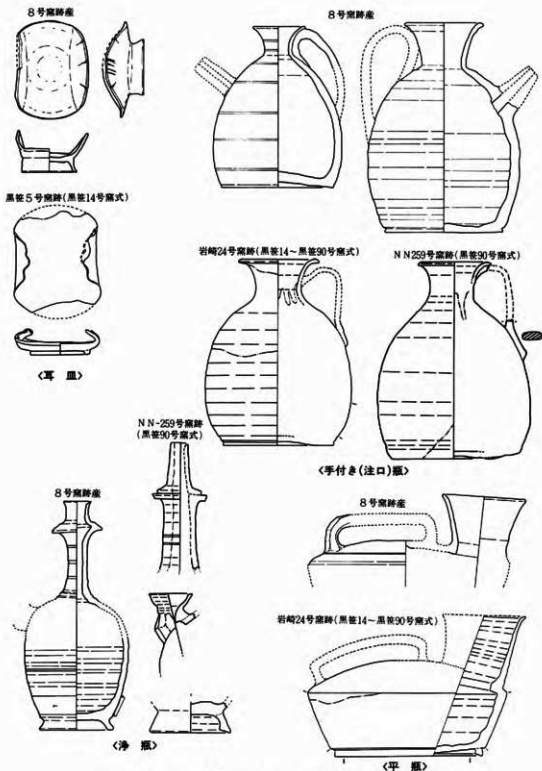 8号窯跡産
8号窯跡産
黒笹5号窯跡(黒笹14号窯式)
〈耳皿〉
岩崎24号窯跡(黒笹14～黒笹90号窯式)
NN259号窯跡(黒笹90号窯式)
〈手付き(注口)瓶〉
NN-259号窯跡
(黒笹90号窯式)
8号窯跡産
〈浄瓶〉
8号窯跡産
岩崎24号窯跡(黒笹14～黒笹90号窯式)
〈平瓶〉